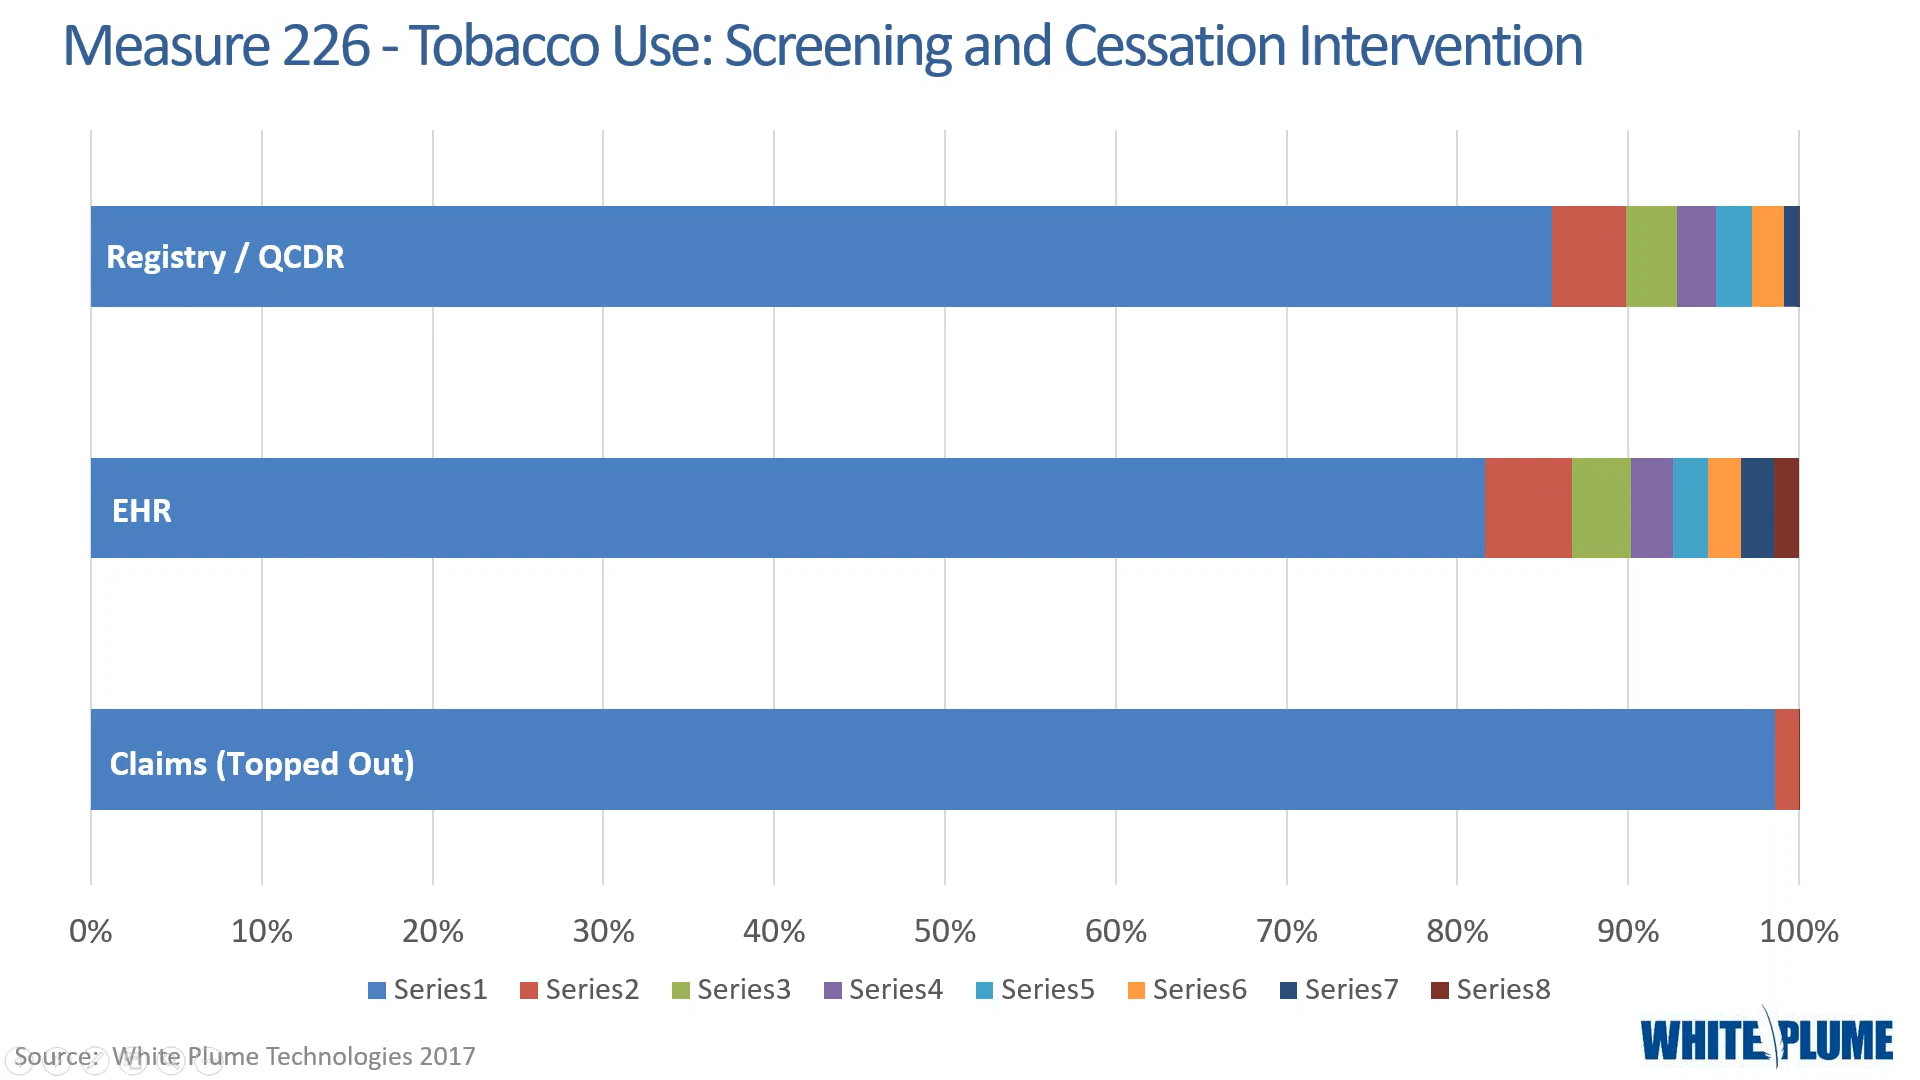 Measure 226 - Tobacco Use: Screening and Cessation Intervention
Registry / QCDR
EHR
Claims (Topped Out)
0% 10% 20% 30% 40% 50% 60% 70% 80% 90% 100%
Series1 Series2 Series3 Series4 Series5 Series6 Series7 Series8
Source: White Plume Technologies 2017
WHITE PLUME